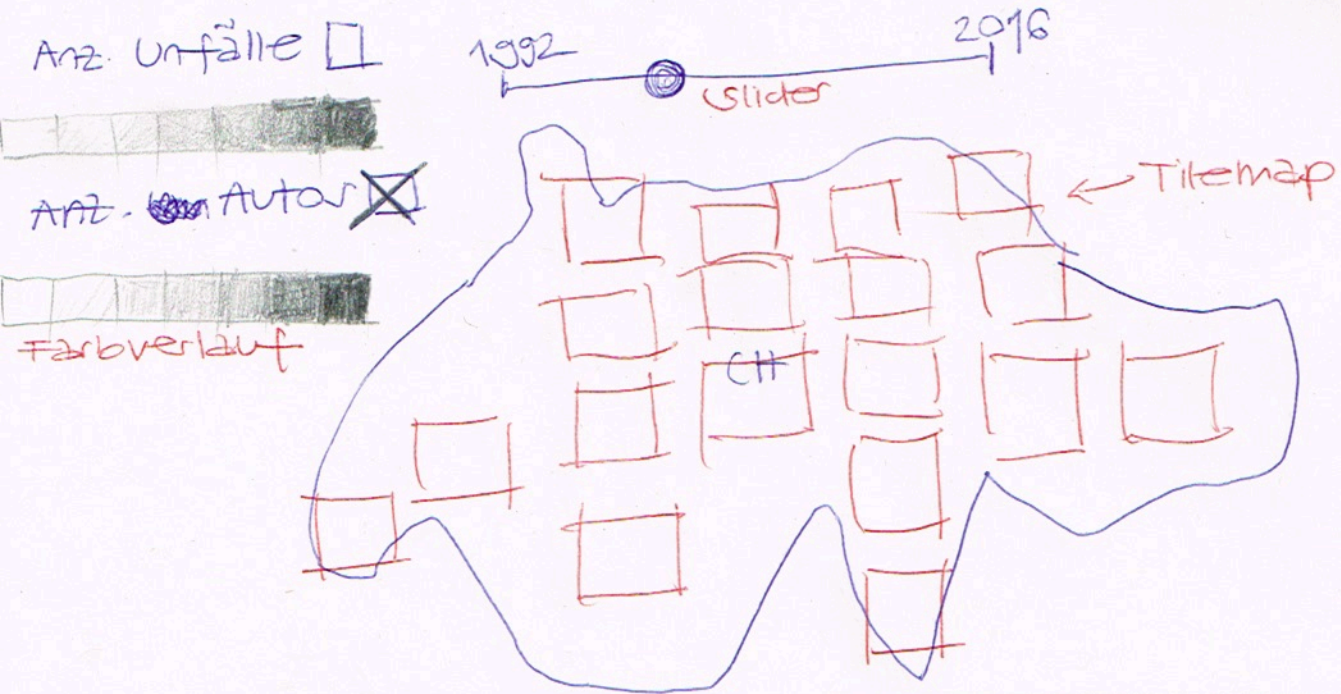 Anz. Unfälle
1992
2016
Slider
Anz. Autos
Tilemap
Farbverlauf
CH